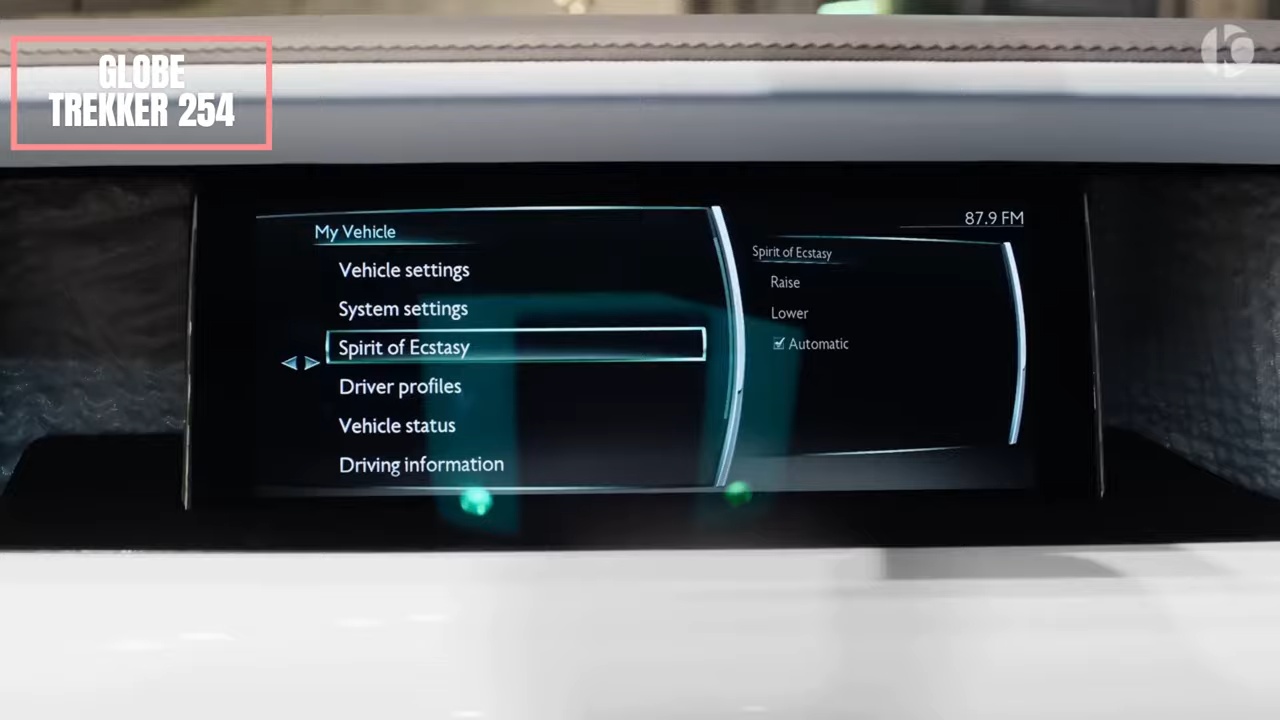 GLOBE
TREKKER 254
87.9 FM
My Vehicle
Vehicle settings
System settings
Spirit of Ecstasy
Driver profiles
Vehicle status
Driving information
Spirit of Ecstasy
Raise
Lower
Automatic